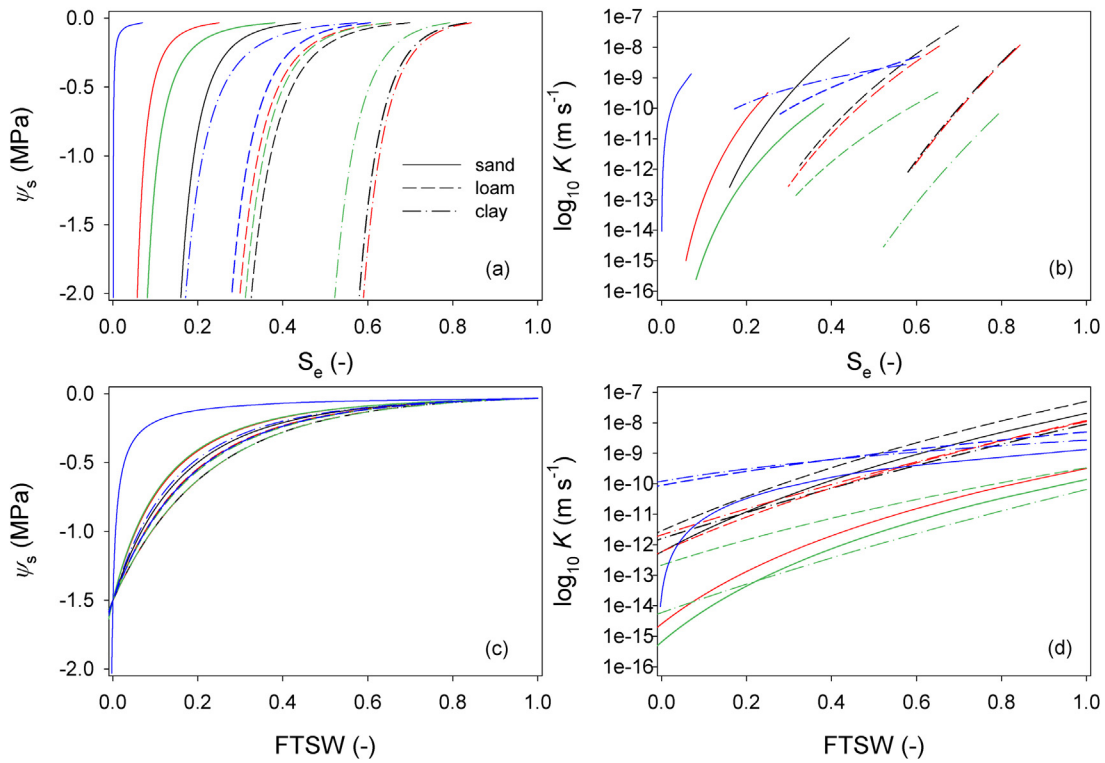 0.0
-0.5
-1.0
-1.5
-2.0
ψs (MPa)
sand
loam
clay
(a)
0.0 0.2 0.4 0.6 0.8 1.0
Se (-)
1e-7
1e-8
1e-9
1e-10
1e-11
1e-12
1e-13
1e-14
1e-15
1e-16
log10 K (m s-1)
(b)
0.0 0.2 0.4 0.6 0.8 1.0
Se (-)
0.0
-0.5
-1.0
-1.5
-2.0
ψs (MPa)
(c)
0.0 0.2 0.4 0.6 0.8 1.0
FTSW (-)
1e-7
1e-8
1e-9
1e-10
1e-11
1e-12
1e-13
1e-14
1e-15
1e-16
log10 K (m s-1)
(d)
0.0 0.2 0.4 0.6 0.8 1.0
FTSW (-)